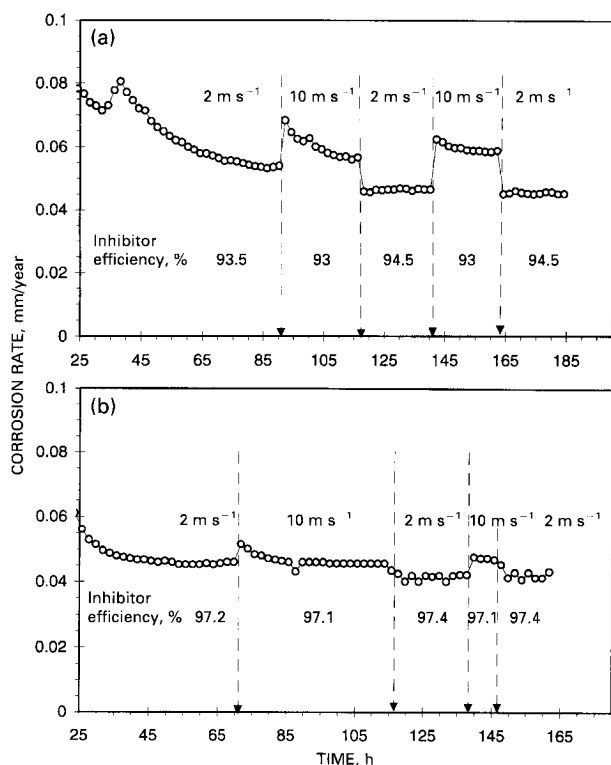 (a)
0.1
2 m s⁻¹ 10 m s⁻¹ 2 m s⁻¹ 10 m s⁻¹ 2 m s⁻¹
0.08
0.06
0.04
Inhibitor
efficiency, % 93.5 93 94.5 93 94.5
0.02
0
25 45 65 85 105 125 145 165 185
CORROSION RATE, mm/year
(b)
0.1
0.08
0.06
2 m s⁻¹ 10 m s⁻¹ 2 m s⁻¹ 10 m s⁻¹ 2 m s⁻¹
0.04
Inhibitor
efficiency, % 97.2 97.1 97.4 97.1 97.4
0.02
0
25 45 65 85 105 125 145 165
TIME, h